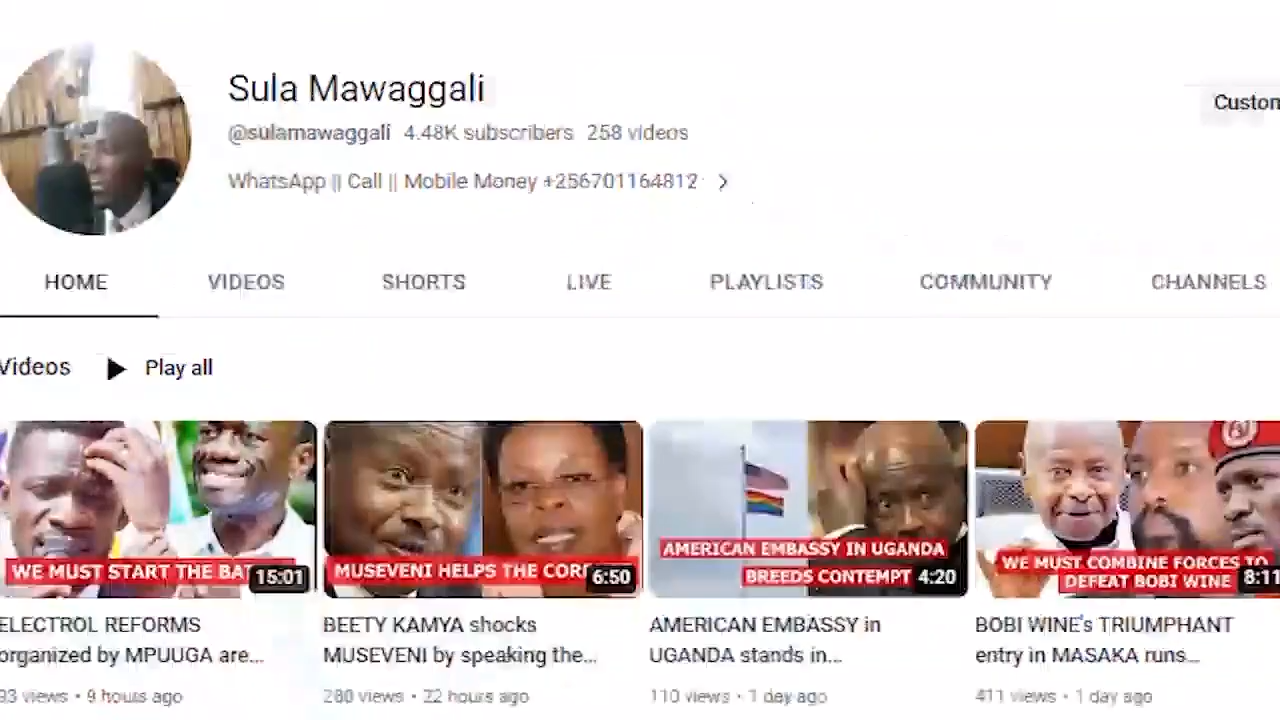 Sula Mawaggali
@sulamawaggali 4.48K subscribers 258 videos
WhatsApp || Call || Mobile Money +256701164812 >
Custom
HOME VIDEOS SHORTS LIVE PLAYLISTS COMMUNITY CHANNELS
Videos Play all
WE MUST START THE BAT 15:01
MUSEVENI HELPS THE COR 6:50
AMERICAN EMBASSY IN UGANDA
BREEDS CONTEMPT 4:20
WE MUST COMBINE FORCES TO
DEFEAT BOBI WINE 8:11
ELECTROL REFORMS
organized by MPUUGA are...
93 views • 9 hours ago
BEETY KAMYA shocks
MUSEVENI by speaking the...
280 views • 22 hours ago
AMERICAN EMBASSY in
UGANDA stands in...
110 views • 1 day ago
BOBI WINE's TRIUMPHANT
entry in MASAKA runs...
411 views • 1 day ago